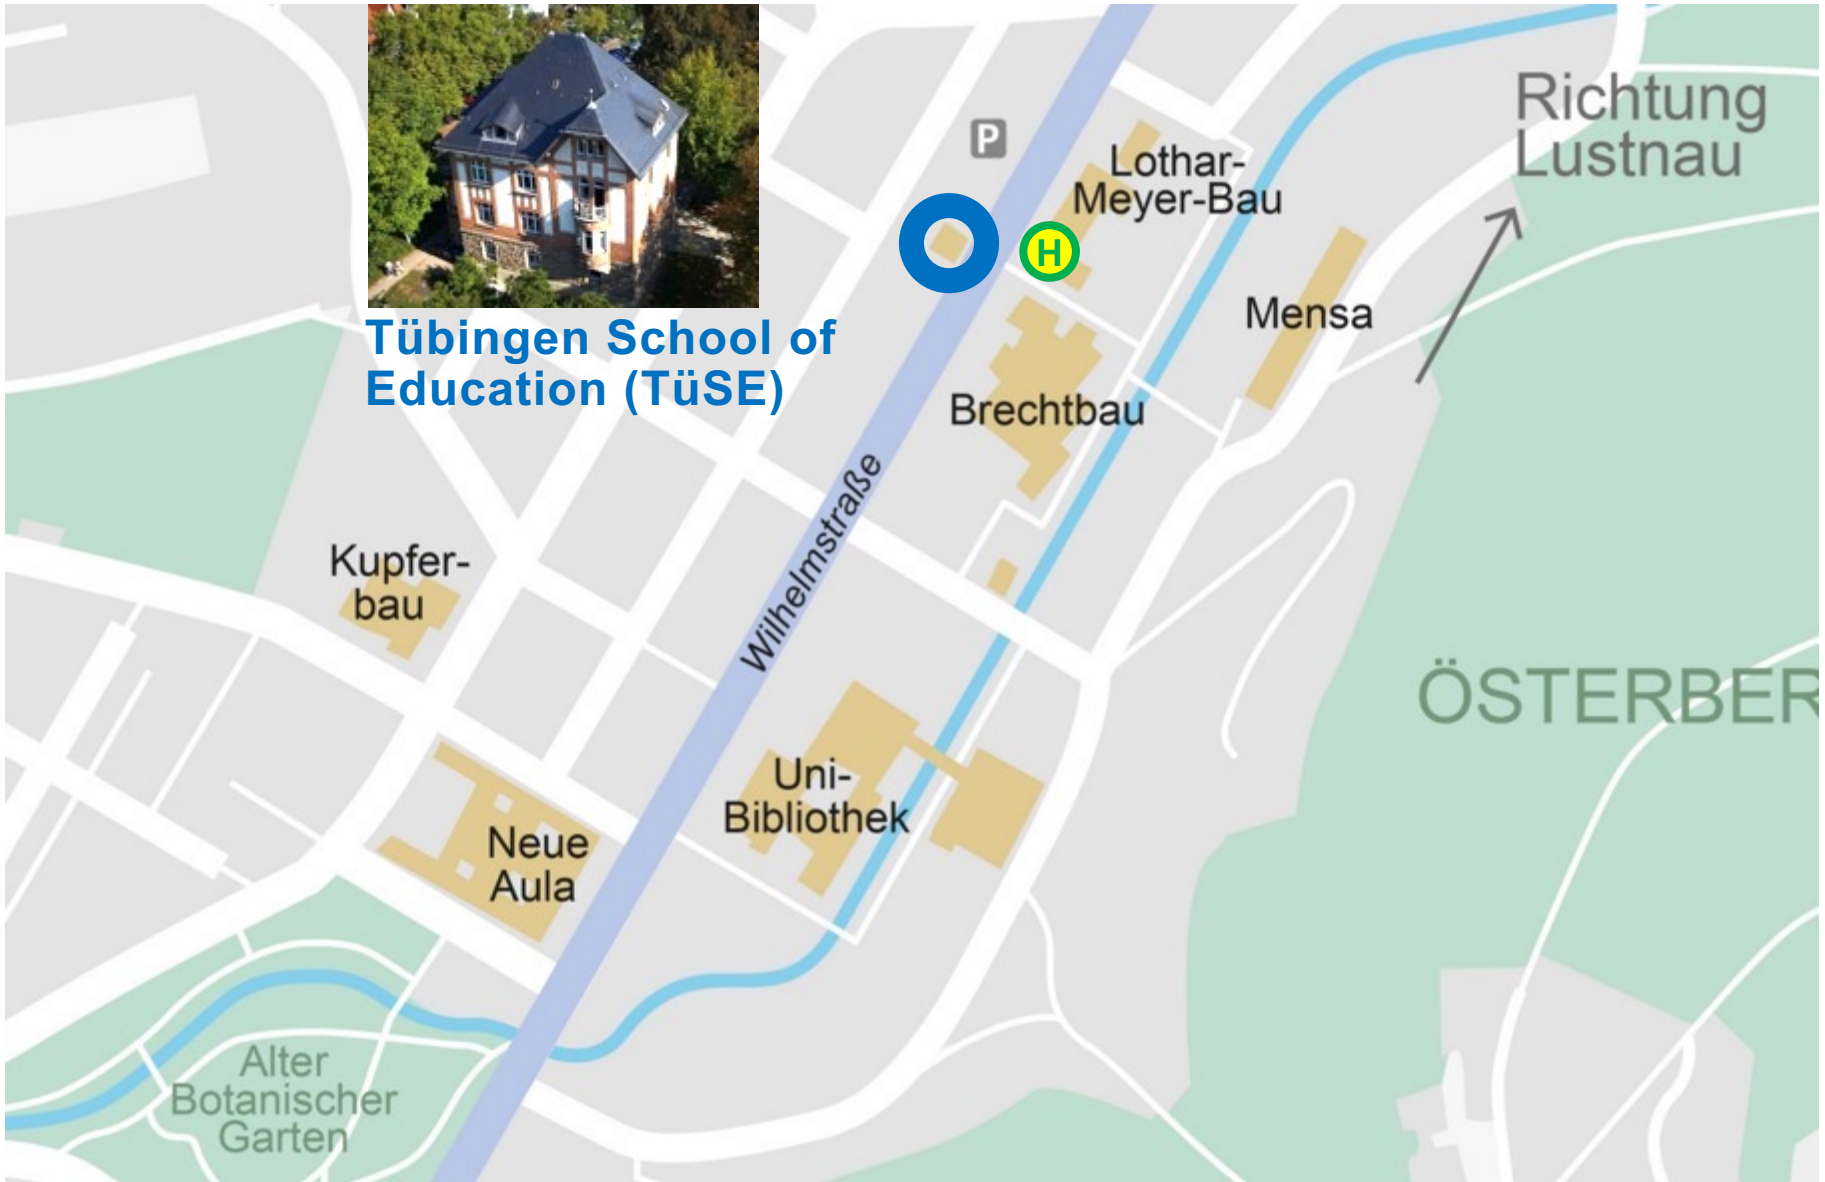 P
Richtung
Lustnau
Lothar-
Meyer-Bau
H
Mensa
Tübingen School of
Education (TüSE)
Brechtbau
Wilhelmstraße
Kupfer-
bau
ÖSTERBER
Uni-
Bibliothek
Neue
Aula
Alter
Botanischer
Garten